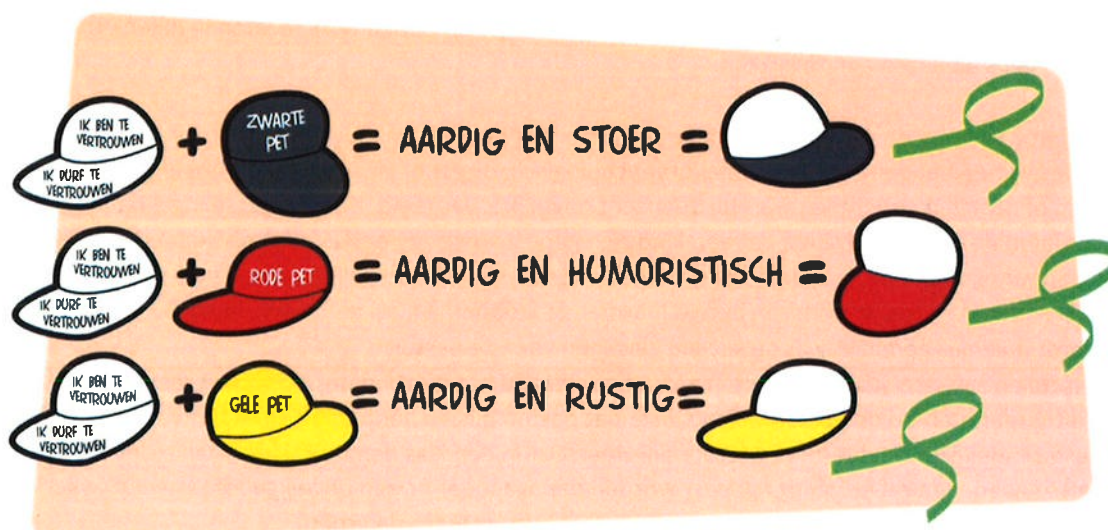 IK BEN TE
VERTROUWEN
IK DURF TE
VERTROUWEN
+
ZWARTE
PET
= AARDIG EN STOER =
IK BEN TE
VERTROUWEN
IK DURF TE
VERTROUWEN
+
RODE PET
= AARDIG EN HUMORISTISCH =
IK BEN TE
VERTROUWEN
IK DURF TE
VERTROUWEN
+
GELE PET
= AARDIG EN RUSTIG =